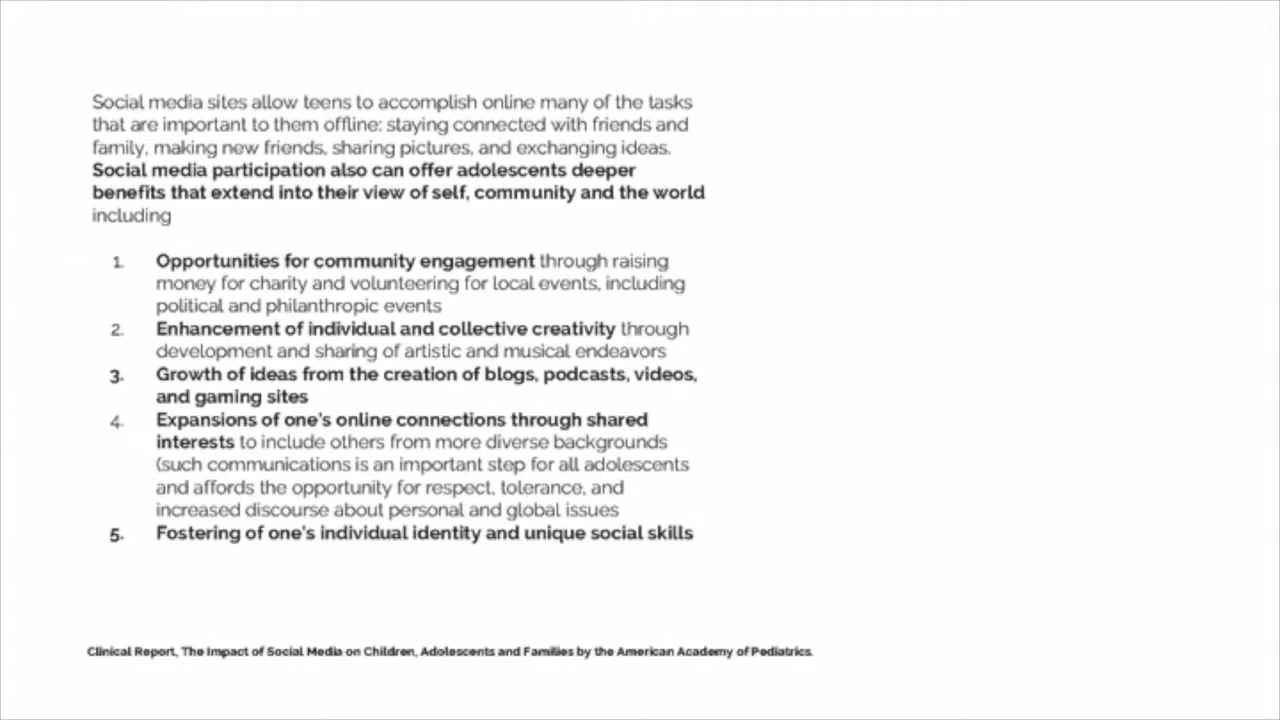 Social media sites allow teens to accomplish online many of the tasks
that are important to them offline: staying connected with friends and
family, making new friends, sharing pictures, and exchanging ideas.
Social media participation also can offer adolescents deeper
benefits that extend into their view of self, community and the world
including
1. Opportunities for community engagement through raising
money for charity and volunteering for local events, including
political and philanthropic events
2. Enhancement of individual and collective creativity through
development and sharing of artistic and musical endeavors
3. Growth of ideas from the creation of blogs, podcasts, videos,
and gaming sites
4. Expansions of one's online connections through shared
interests to include others from more diverse backgrounds
(such communications is an important step for all adolescents
and affords the opportunity for respect, tolerance, and
increased discourse about personal and global issues
5. Fostering of one's individual identity and unique social skills
Clinical Report, The Impact of Social Media on Children, Adolescents and Families by the American Academy of Pediatrics.